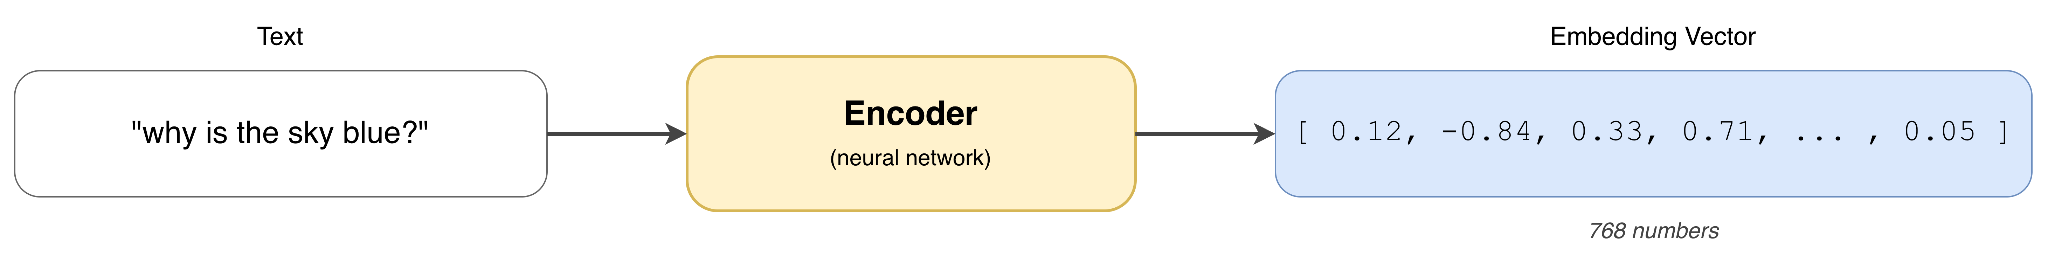 Text
"why is the sky blue?"
Encoder
(neural network)
Embedding Vector
[ 0.12, -0.84, 0.33, 0.71, ... , 0.05 ]
768 numbers